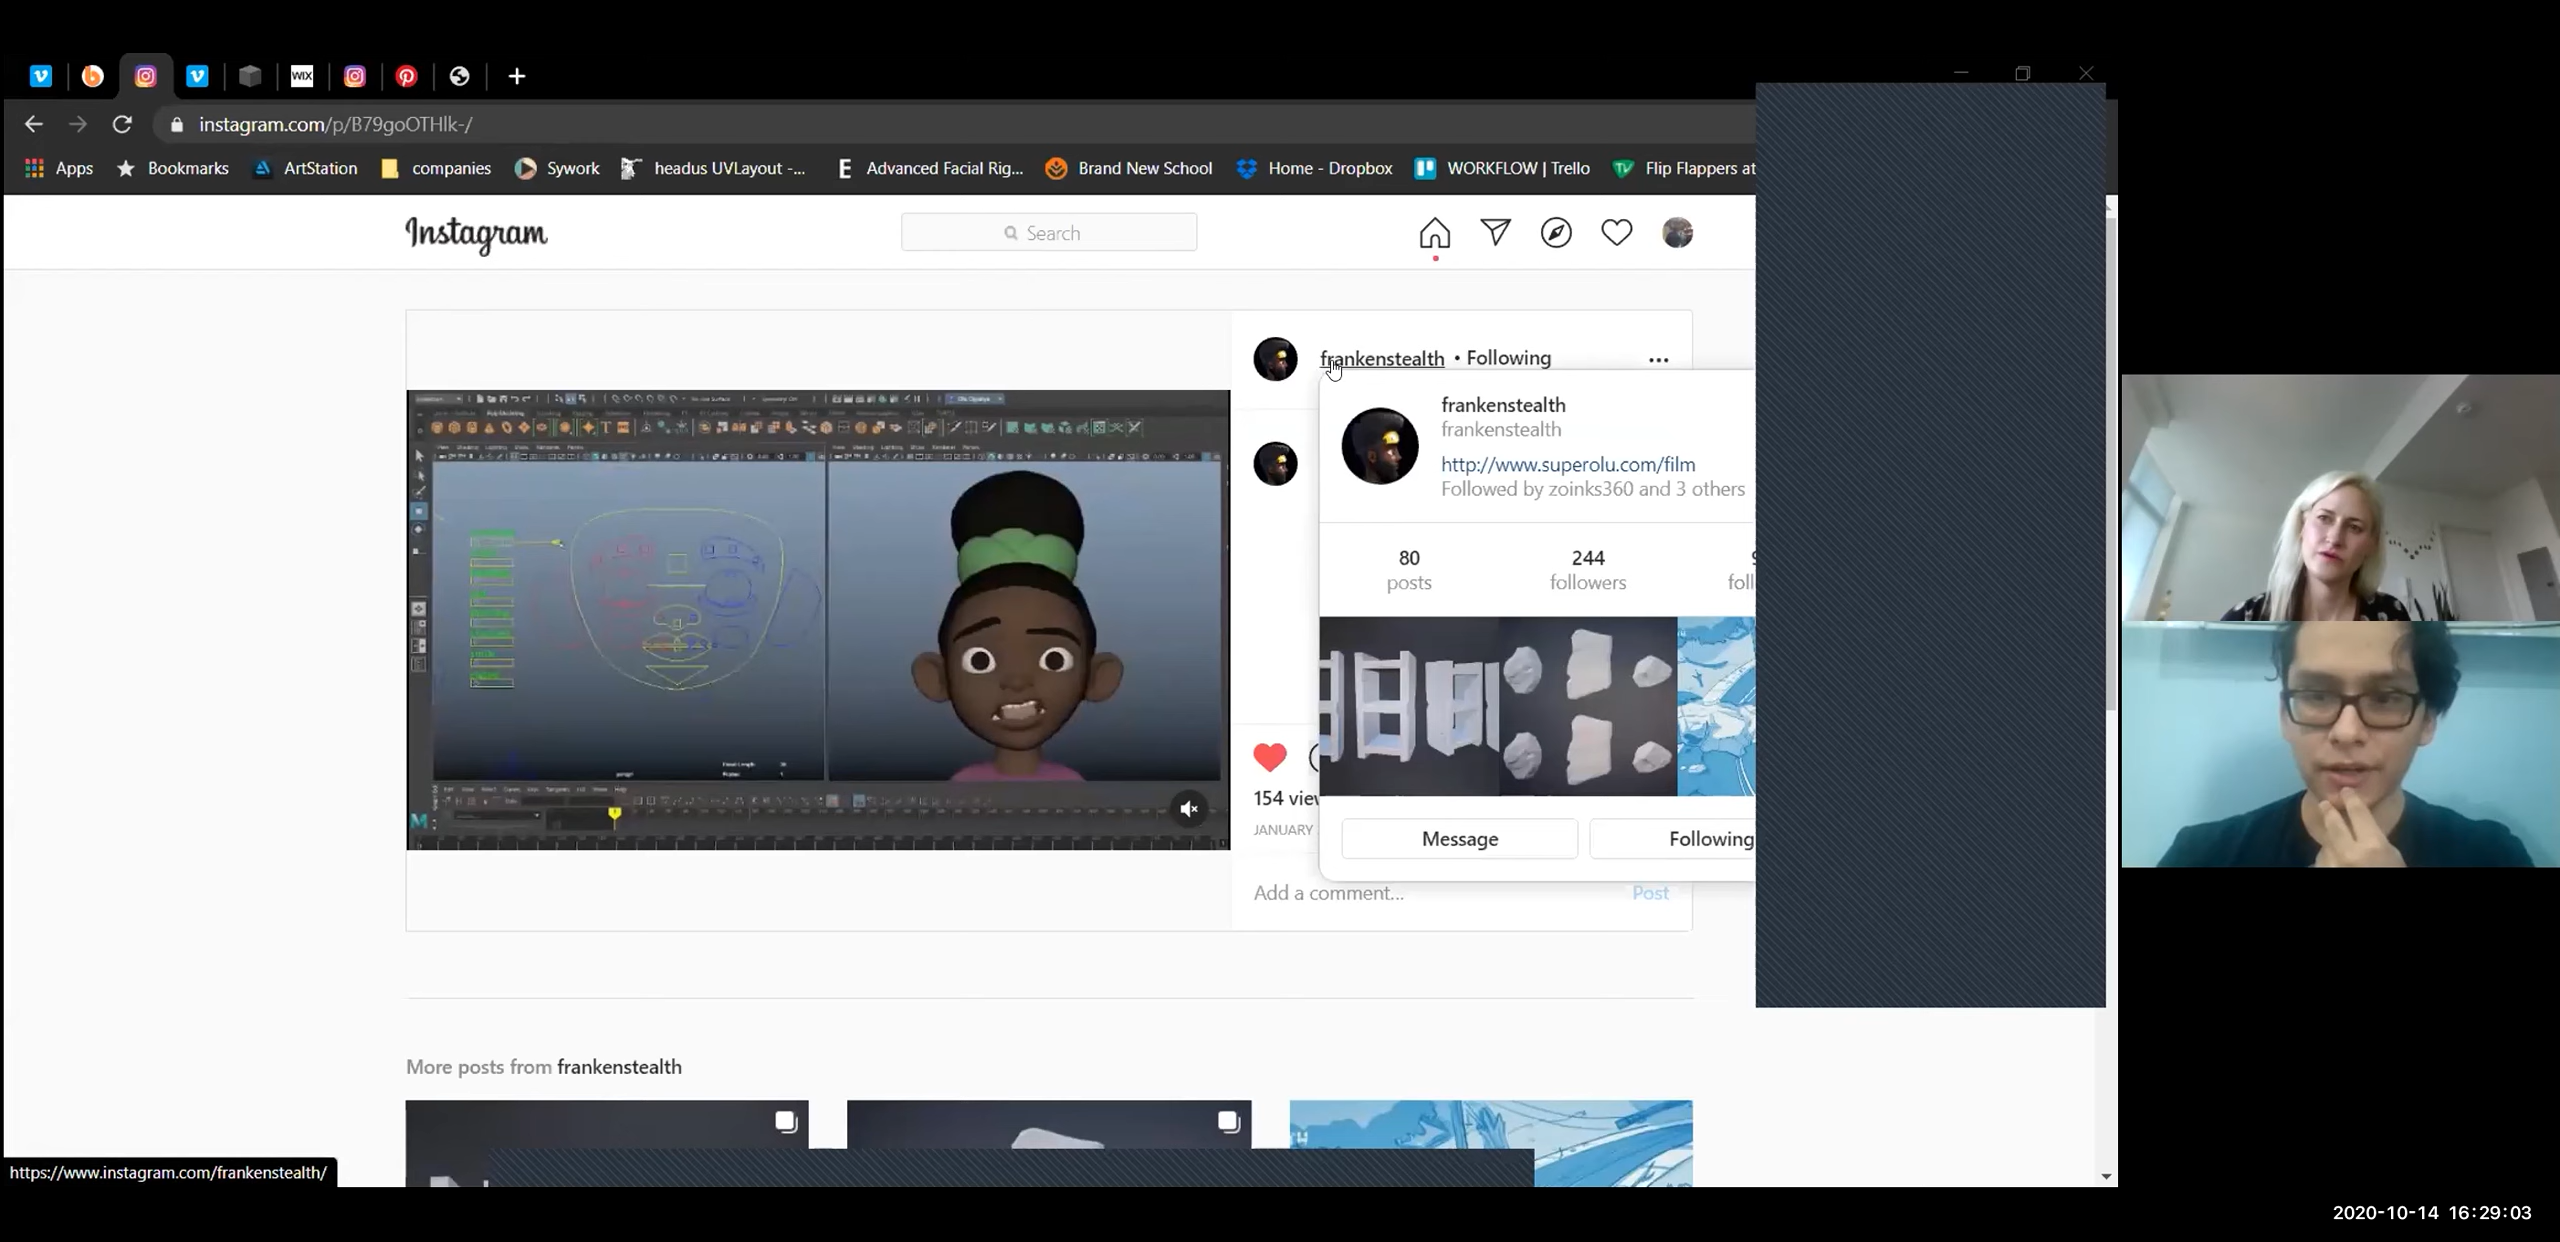 WIX
instagram.com/p/B79goOTHlk-/
Apps
Bookmarks
ArtStation
companies
Sywork
headus UVLayout -...
E
Advanced Facial Rig...
Brand New School
Home - Dropbox
WORKFLOW | Trello
TV
Flip Flappers at
Instagram
Search
frankenstealth • Following
frankenstealth
frankenstealth
http://www.superolu.com/film
Followed by zoinks360 and 3 others
80
posts
244
followers
foll
154 view
JANUARY
Message
Following
Add a comment...
Post
More posts from frankenstealth
https://www.instagram.com/frankenstealth/
2020-10-14 16:29:03